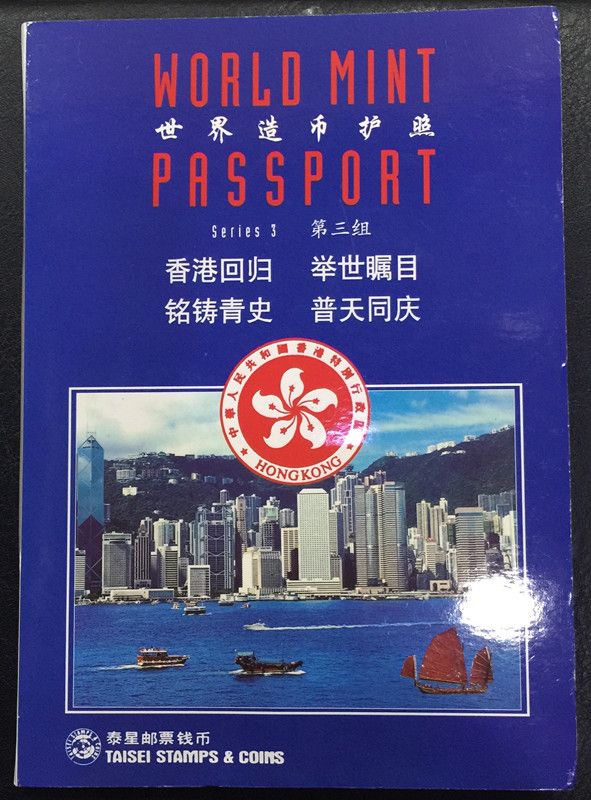 WORLD MINT
世界造币护照
PASSPORT
Series 3 第三组
香港回归 举世瞩目
铭铸青史 普天同庆
中華人民共和國香港特別行政區
HONG KONG
泰星邮票钱币
TAISEI STAMPS & COINS